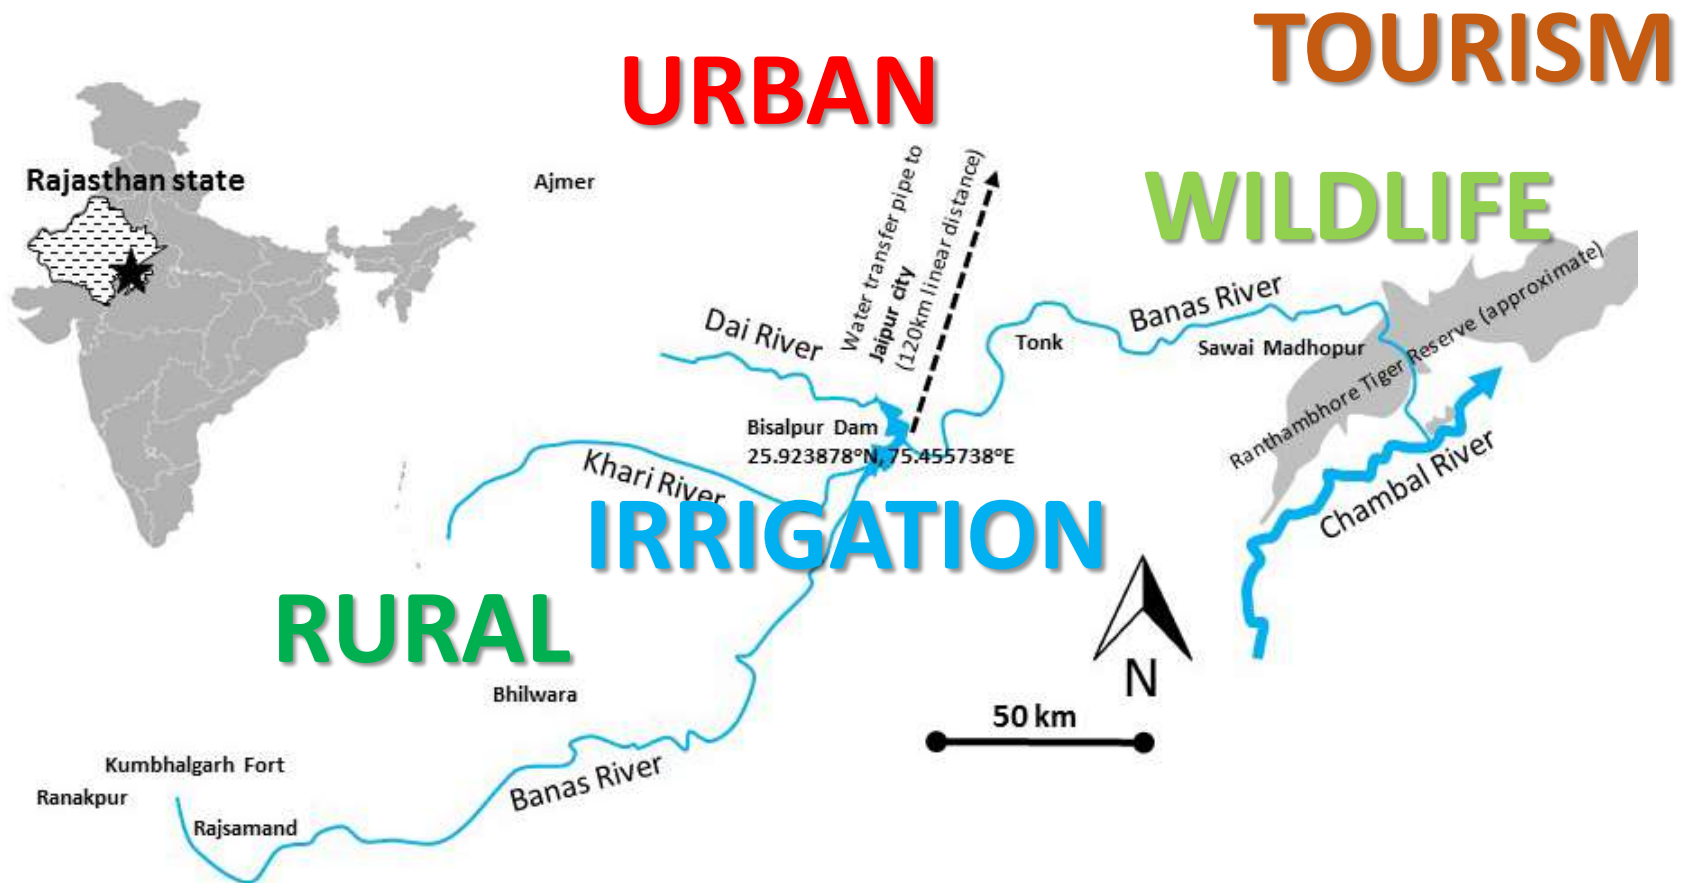 TOURISM
URBAN
WILDLIFE
Rajasthan state
Ajmer
Water transfer pipe to
Jaipur city
(120km linear distance)
Dai River
Banas River
Tonk
Sawai Madhopur
Ranthambhore Tiger Reserve (approximate)
Bisalpur Dam
25.923878°N, 75.455738°E
Khari River
Chambal River
IRRIGATION
RURAL
N
Bhilwara
50 km
Kumbhalgarh Fort
Banas River
Ranakpur
Rajsamand